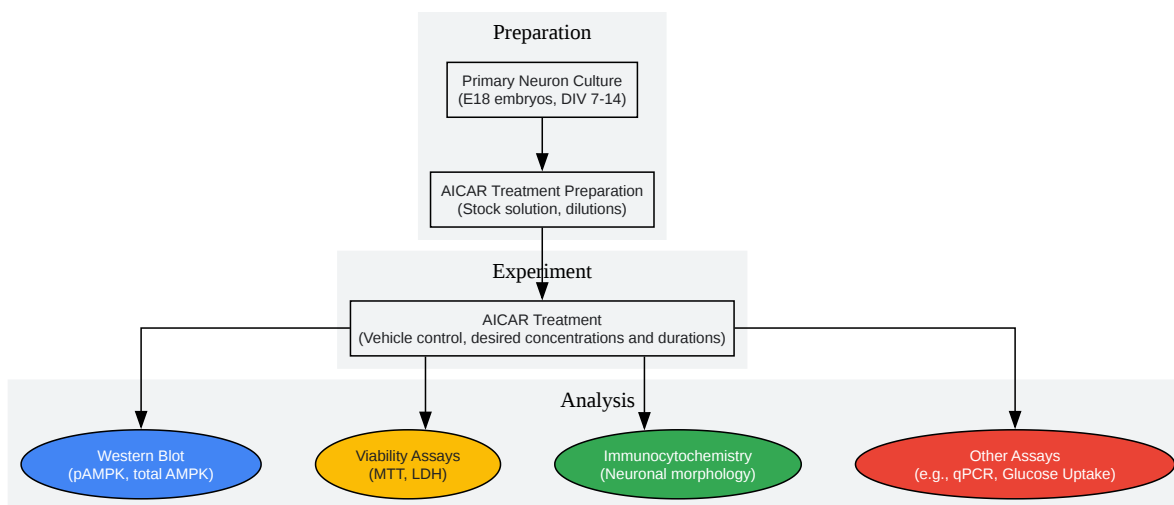 Preparation
Primary Neuron Culture
(E18 embryos, DIV 7-14)
AICAR Treatment Preparation
(Stock solution, dilutions)
Experiment
AICAR Treatment
(Vehicle control, desired concentrations and durations)
Analysis
Western Blot
(pAMPK, total AMPK)
Viability Assays
(MTT, LDH)
Immunocytochemistry
(Neuronal morphology)
Other Assays
(e.g., qPCR, Glucose Uptake)